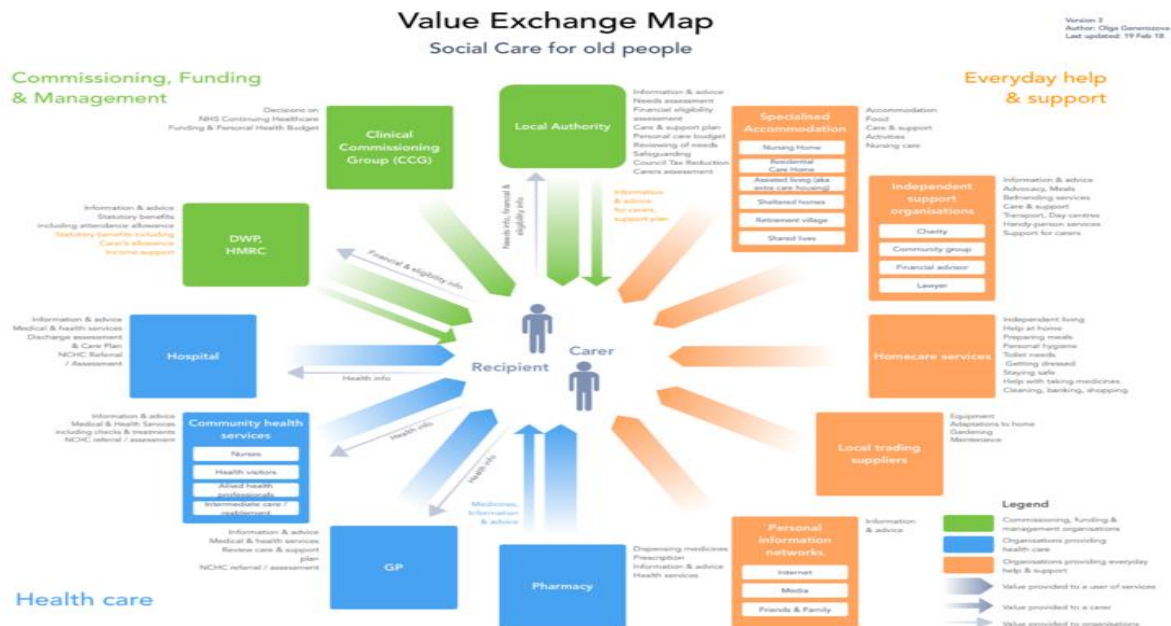 Value Exchange Map
Social Care for old people
Version 3
Author: Olga Generozova
Last updated: 19 Feb 18
Commissioning, Funding
& Management
Everyday help
& support
Decisions on
NHS Continuing Healthcare
Funding & Personal Health Budget
Clinical
Commissioning
Group (CCG)
Local Authority
Information & advice
Needs assessment
Financial eligibility
assessment
Care & support plan
Personal care budget
Reviewing of needs
Safeguarding
Council Tax Reduction
Carers assessment
Specialised
Accommodation
Nursing Home
Residential
Care Home
Assisted living (aka
extra care housing)
Sheltered homes
Retirement village
Shared lives
Accommodation
Food
Care & support
Activities
Nursing care
Information & advice
Statutory benefits
including attendance allowance
Statutory benefits including
Carer's allowance
Income support
DWP,
HMRC
Financial & eligibility info
Needs info, financial &
eligibility info
Information
& advice
for carers,
support plan
Independent support
organisations
Charity
Community group
Financial advisor
Lawyer
Information & advice
Advocacy, Meals
Befriending services
Care & support
Transport, Day centres
Handy-person services
Support for carers
Information & advice
Medical & health services
Discharge assessment
& Care Plan
NCHC Referral
/ Assessment
Hospital
Health info
Recipient
Carer
Homecare services
Independent living
Help at home
Preparing meals
Personal hygiene
Toilet needs
Getting dressed
Staying safe
Help with taking medicines
Cleaning, banking, shopping
Information & advice
Medical & Health Services
including checks & treatments
NCHC referral / assessment
Community health
services
Nurses
Health visitors
Allied health
professionals
Intermediate care /
reablement
Health info
Health info
Local trading
suppliers
Equipment
Adaptations to home
Gardening
Maintenance
Information & advice
Medical & health services
Review care & support
plan
NCHC referral / assessment
GP
Medicines,
Information
& advice
Pharmacy
Dispensing medicines
Prescription
Information & advice
Health services
Personal
information
networks
Internet
Media
Friends & Family
Information
& advice
Legend
Commissioning, funding &
management organisations
Organisations providing
health care
Organisations providing everyday
help & support
Value provided to a user of services
Value provided to a carer
Value provided to organisations
Health care